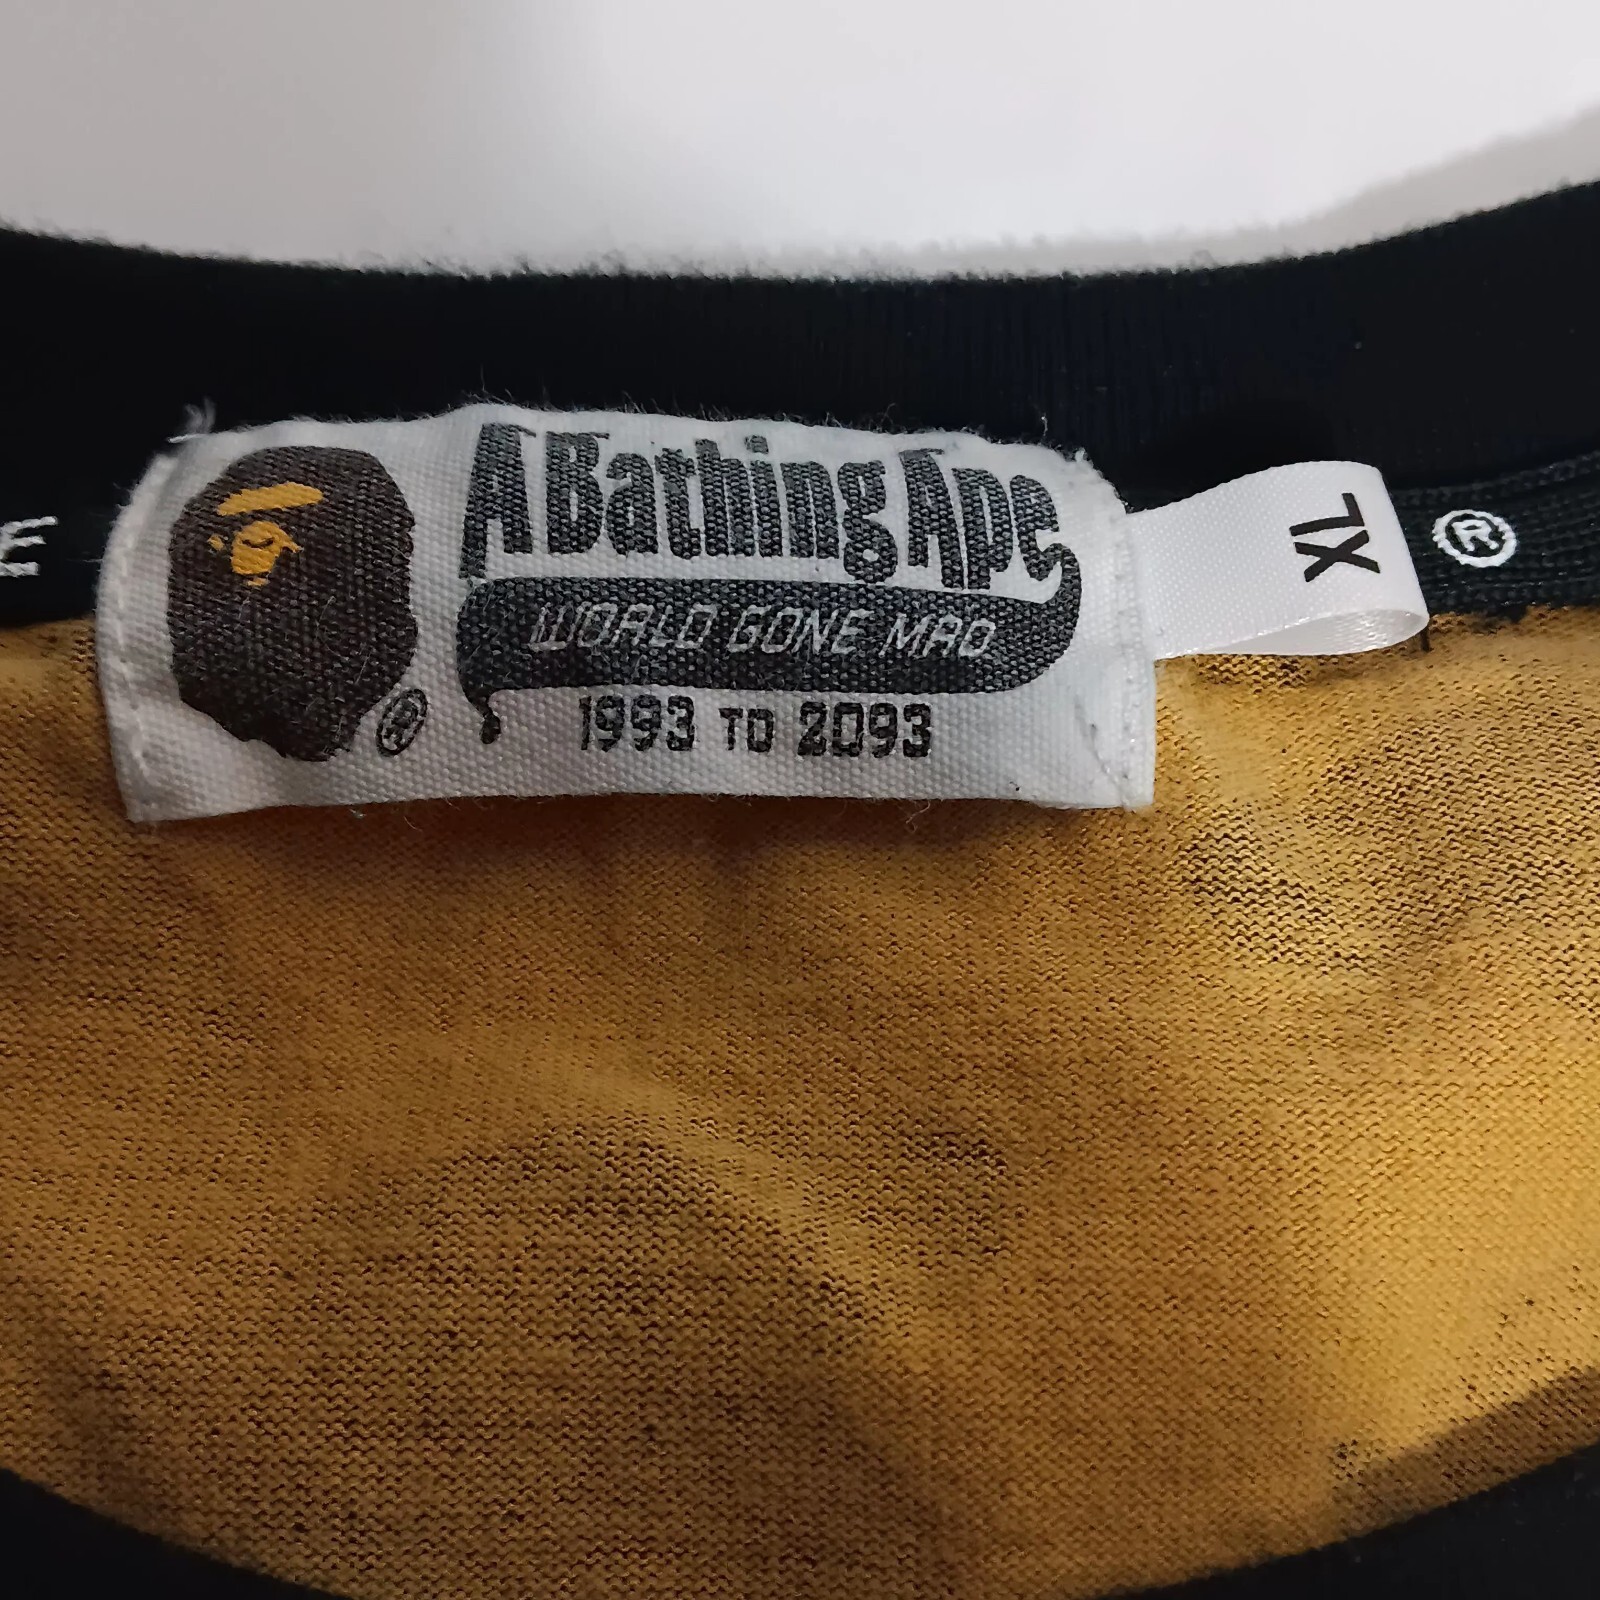 A Bathing Ape
WORLD GONE MAD
1993 TO 2093
®
XL
®
E